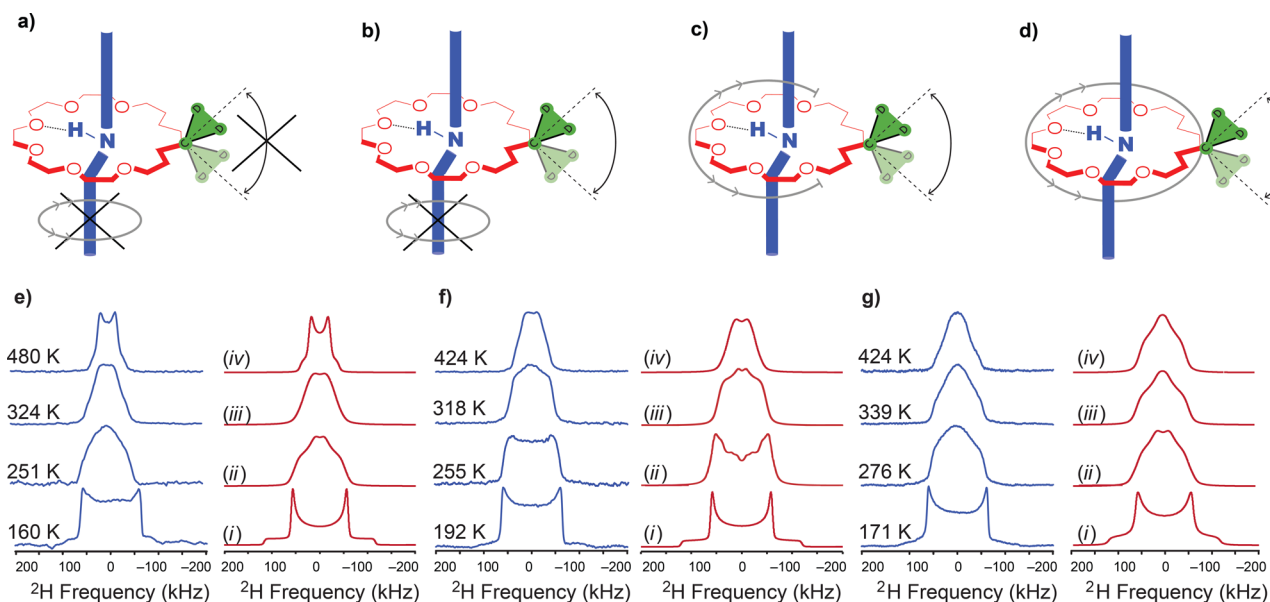 a)
b)
c)
d)
O O O O O O O H N C D D D D
O O O O O O O H N C D D D D
O O O O O O O H N C D D D D
O O O O O O O H N C D D D D
e)
f)
g)
480 K (iv) 424 K (iv) 424 K (iv)
324 K (iii) 318 K (iii) 339 K (iii)
251 K (ii) 255 K (ii) 276 K (ii)
160 K (i) 192 K (i) 171 K (i)
200 100 0 −100 −200 200 100 0 −100 −200 200 100 0 −100 −200 200 100 0 −100 −200 200 100 0 −100 −200 200 100 0 −100 −200
²H Frequency (kHz) ²H Frequency (kHz) ²H Frequency (kHz) ²H Frequency (kHz) ²H Frequency (kHz) ²H Frequency (kHz)